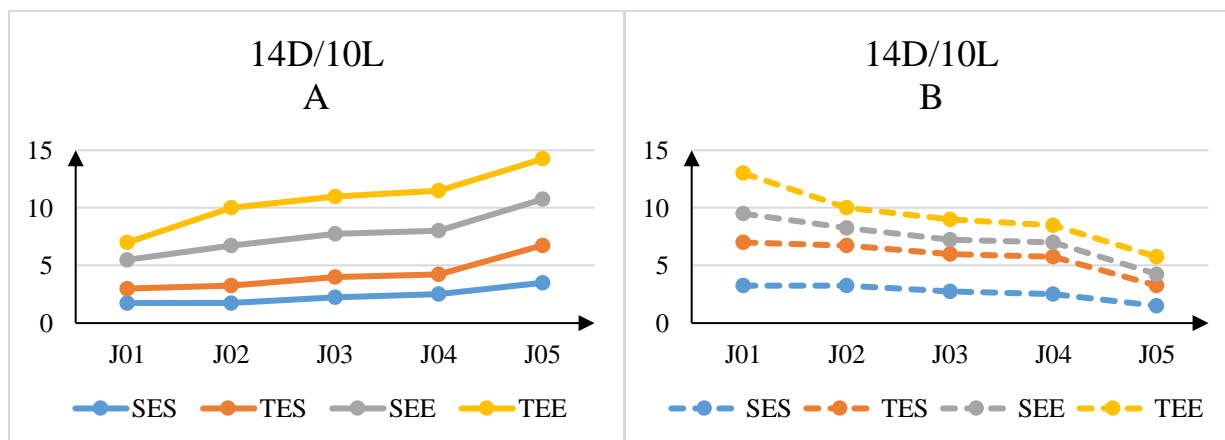 14D/10L
A
15
10
5
0
J01 J02 J03 J04 J05
SES TES SEE TEE
14D/10L
B
15
10
5
0
J01 J02 J03 J04 J05
SES TES SEE TEE